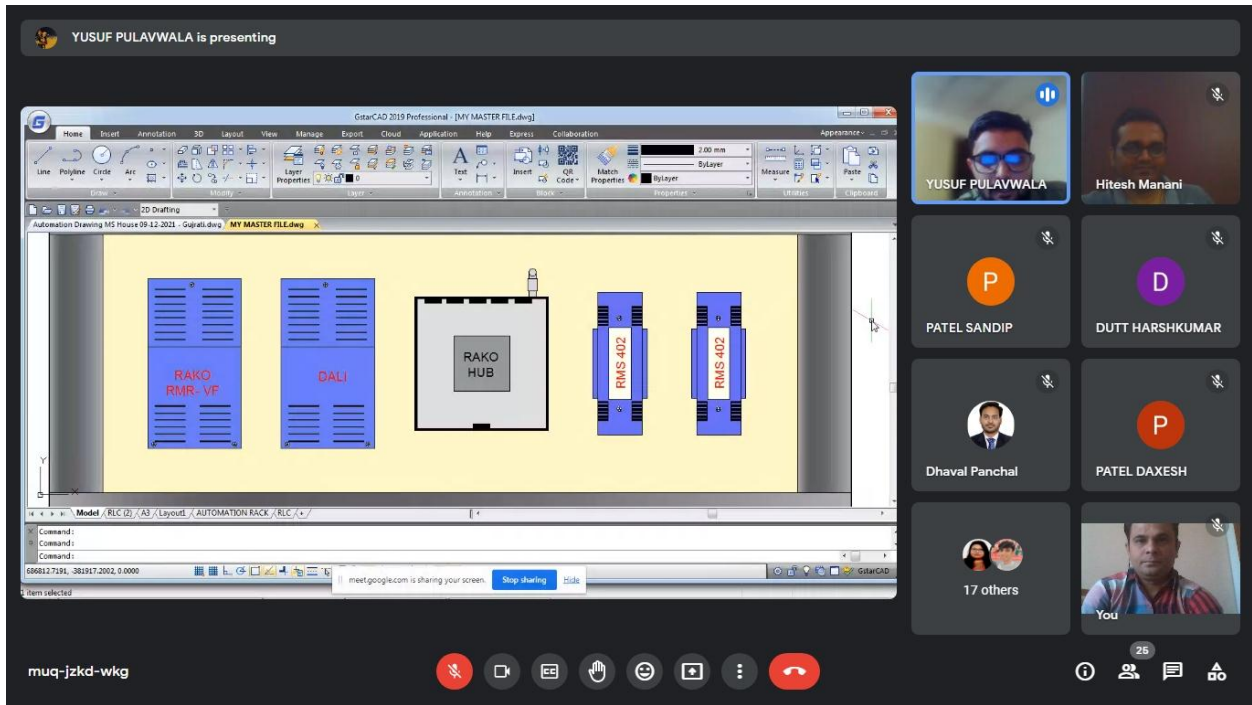 YUSUF PULAVWALA is presenting
GstarCAD 2019 Professional - [MY MASTER FILE.dwg]
Home Insert Annotation 3D Layout View Manage Export Cloud Application Help Express Collaboration Appearance
Line Polyline Circle Arc
Layer Properties
0
Text
Insert
QR Code
Match Properties
2.00 mm
ByLayer
ByLayer
Measure
Paste
Draw Modify Layer Annotation Block Properties Utilities Clipboard
2D Drafting
Automation Drawing MS House 09-12-2021 - Gujrati.dwg MY MASTER FILE.dwg
RAKO
RMR- VF
DALI
RAKO
HUB
RMS 402
RMS 402
Y
X
Model RLC (2) A3 Layout1 AUTOMATION RACK RLC
Command:
Command:
Command:
686812.7191, -381917.2002, 0.0000
GstarCAD
meet.google.com is sharing your screen. Stop sharing Hide
1 item selected
YUSUF PULAVWALA
Hitesh Manani
P
PATEL SANDIP
D
DUTT HARSHKUMAR
Dhaval Panchal
P
PATEL DAXESH
17 others
You
muq-jzkd-wkg
CC
25